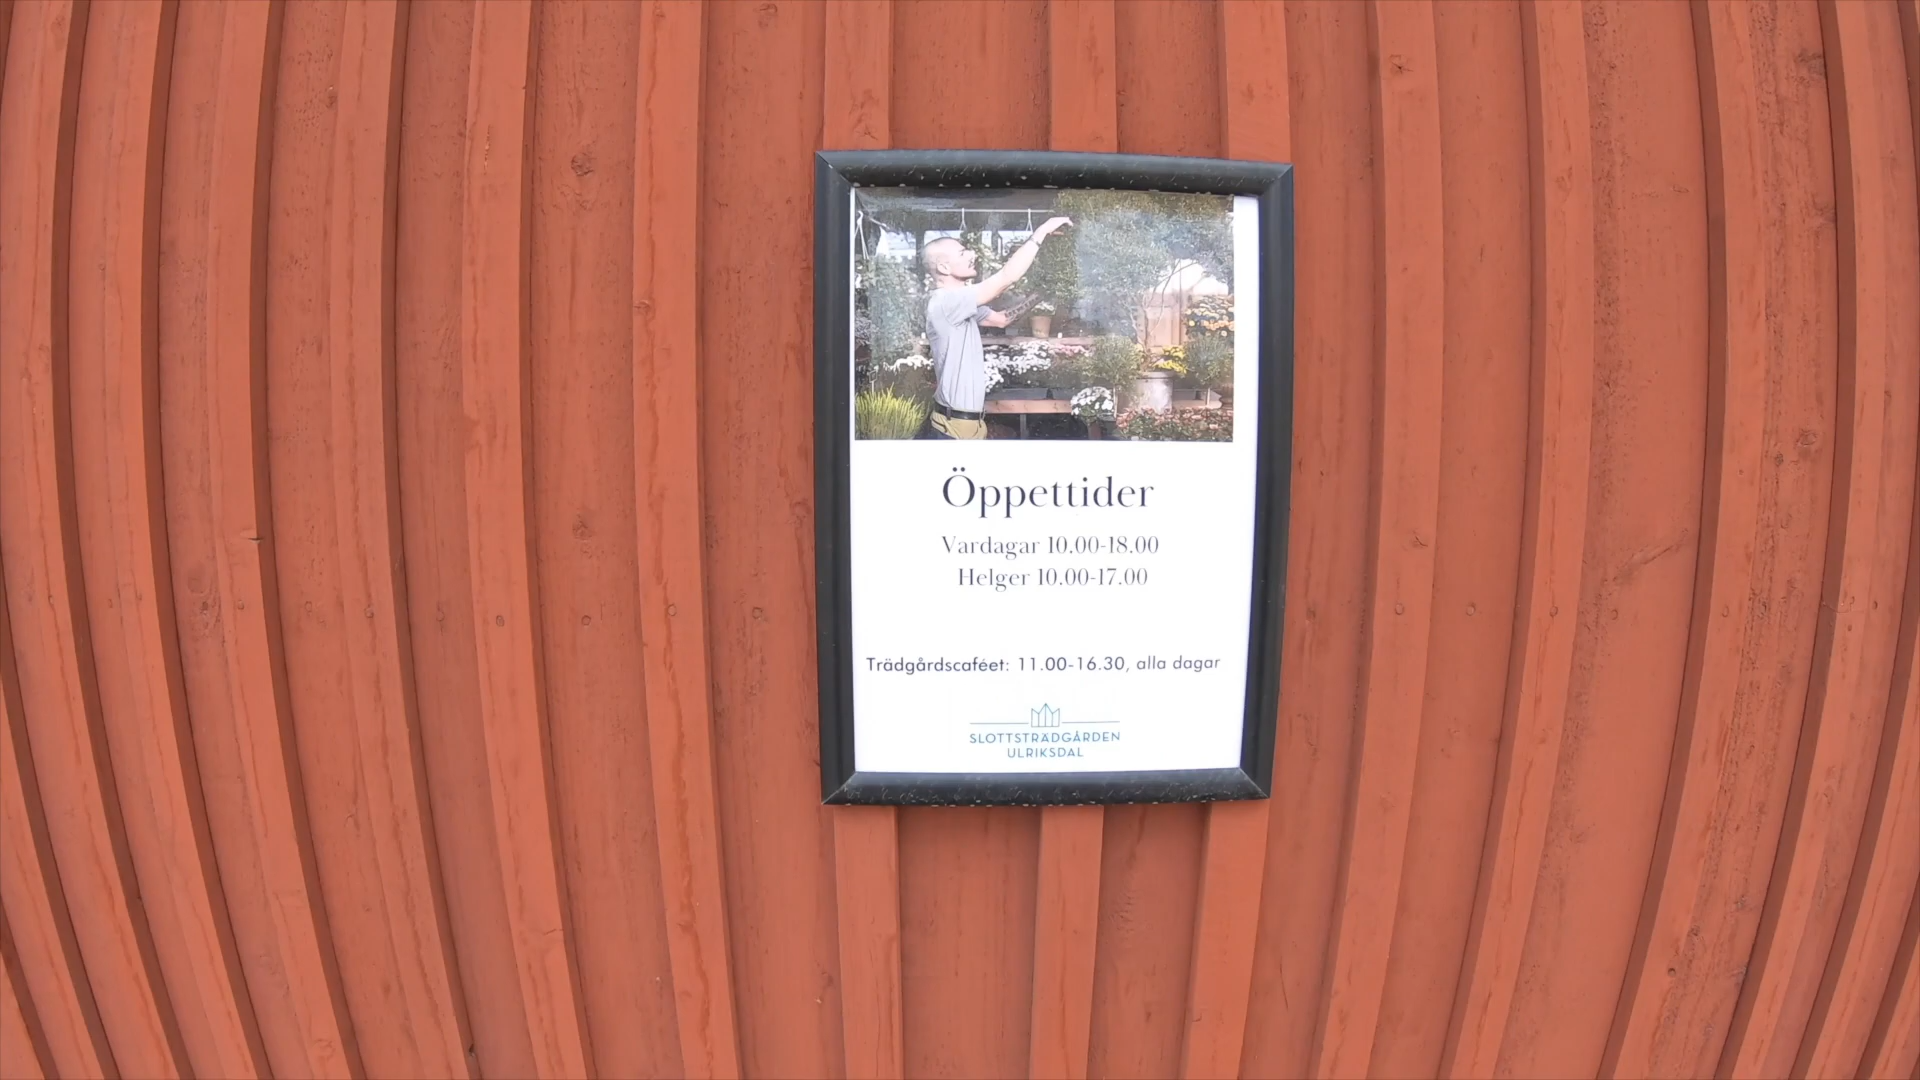 Öppettider
Vardagar 10.00-18.00
Helger 10.00-17.00
Trädgårdscaféet: 11.00-16.30, alla dagar
SLOTTSTRÄDGÅRDEN
ULRIKSDAL